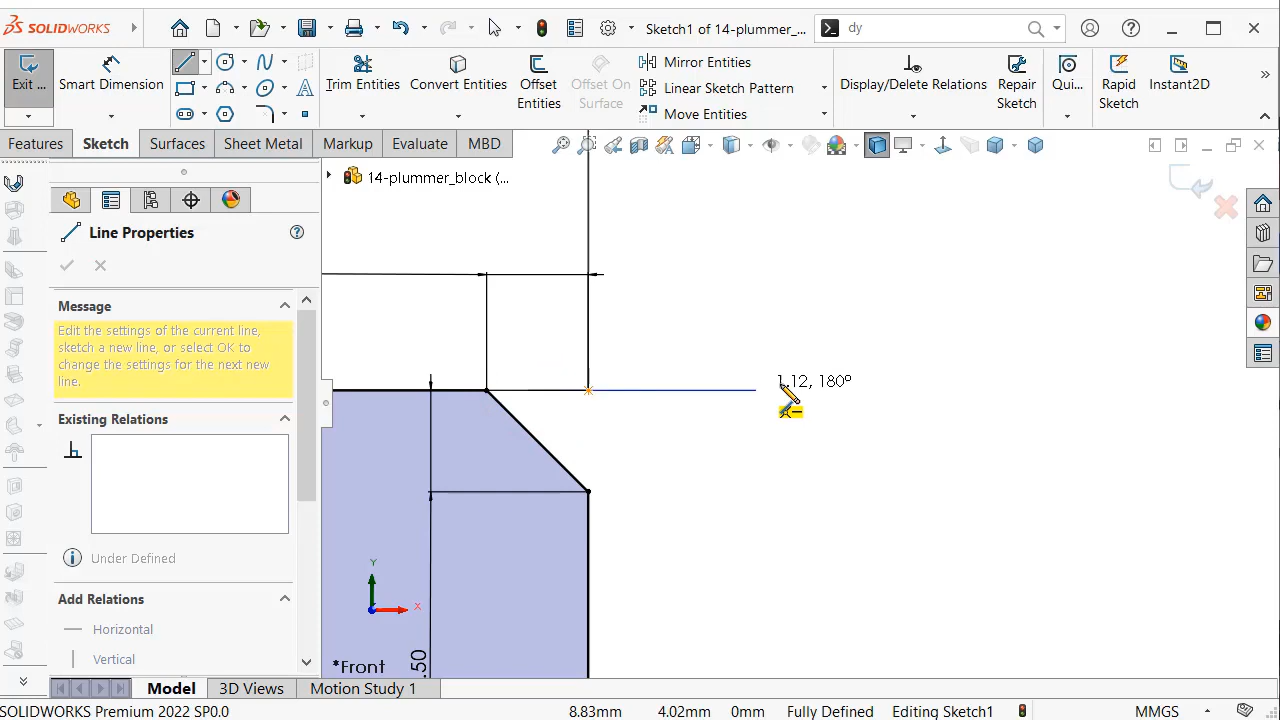 SOLIDWORKS
Sketch1 of 14-plummer_...
dy
Exit ...
Smart Dimension
Trim Entities
Convert Entities
Offset Entities
Offset On Surface
Mirror Entities
Linear Sketch Pattern
Move Entities
Display/Delete Relations
Repair Sketch
Qui...
Rapid Sketch
Instant2D
Features
Sketch
Surfaces
Sheet Metal
Markup
Evaluate
MBD
14-plummer_block (...
Line Properties
Message
Edit the settings of the current line,
sketch a new line, or select OK to
change the settings for the next new
line.
Existing Relations
Under Defined
Add Relations
Horizontal
Vertical
1.12, 180°
Y
X
*Front
.50
Model
3D Views
Motion Study 1
SOLIDWORKS Premium 2022 SP0.0
8.83mm
4.02mm
0mm
Fully Defined
Editing Sketch1
MMGS